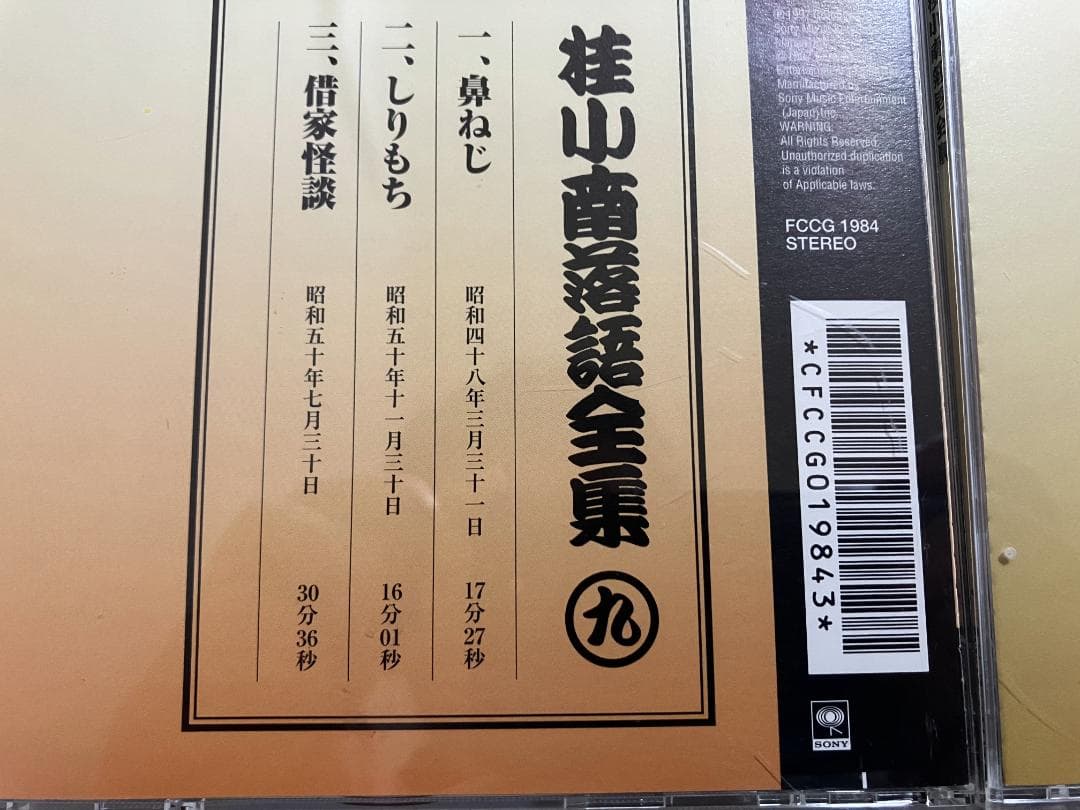 桂小南落語全集 九
一、鼻ねじ 昭和四十八年三月三十一日 17分27秒
二、しりもち 昭和五十年十一月三十日 16分01秒
三、借家怪談 昭和五十年七月三十日 30分36秒
Manufactured by
Sony Music Entertainment
(Japan) Inc.
WARNING:
All Rights Reserved.
Unauthorized duplication
is a violation
of Applicable laws.
FCCG 1984
STEREO
*CFCCG019843*
SONY